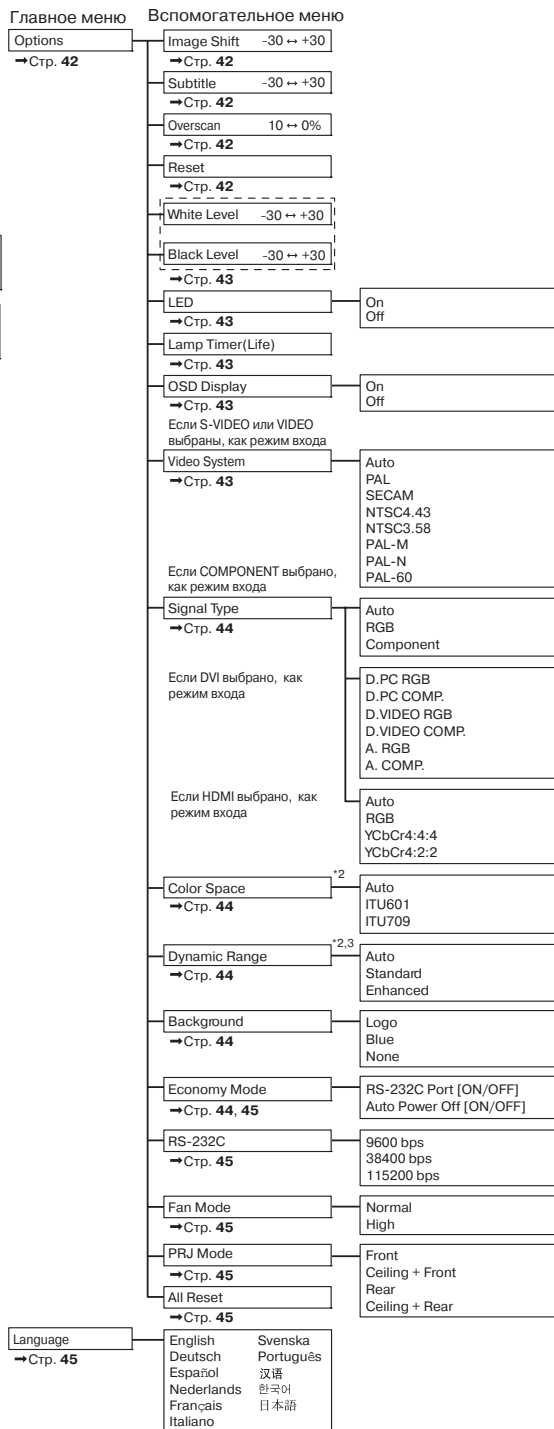 Главное меню
Вспомогательное меню
Options
➞Стр. 42
Image Shift -30 ↔ +30
➞Стр. 42
Subtitle -30 ↔ +30
➞Стр. 42
Overscan 10 ↔ 0%
➞Стр. 42
Reset
➞Стр. 42
White Level -30 ↔ +30
Black Level -30 ↔ +30
➞Стр. 43
LED
On
Off
➞Стр. 43
Lamp Timer(Life)
➞Стр. 43
OSD Display
On
Off
➞Стр. 43
Если S-VIDEO или VIDEO
выбраны, как режим входа
Video System
➞Стр. 43
Auto
PAL
SECAM
NTSC4.43
NTSC3.58
PAL-M
PAL-N
PAL-60
Если COMPONENT выбрано,
как режим входа
Signal Type
➞Стр. 44
Auto
RGB
Component
Если DVI выбрано, как
режим входа
D.PC RGB
D.PC COMP.
D.VIDEO RGB
D.VIDEO COMP.
A. RGB
A. COMP.
Если HDMI выбрано, как
режим входа
Auto
RGB
YCbCr4:4:4
YCbCr4:2:2
Color Space
*2
➞Стр. 44
Auto
ITU601
ITU709
Dynamic Range
*2,3
➞Стр. 44
Auto
Standard
Enhanced
Background
➞Стр. 44
Logo
Blue
None
Economy Mode
➞Стр. 44, 45
RS-232C Port [ON/OFF]
Auto Power Off [ON/OFF]
RS-232C
➞Стр. 45
9600 bps
38400 bps
115200 bps
Fan Mode
➞Стр. 45
Normal
High
PRJ Mode
➞Стр. 45
Front
Ceiling + Front
Rear
Ceiling + Rear
All Reset
➞Стр. 45
Language
➞Стр. 45
English Svenska
Deutsch Português
Español 汉语
Nederlands 한국어
Français 日本語
Italiano